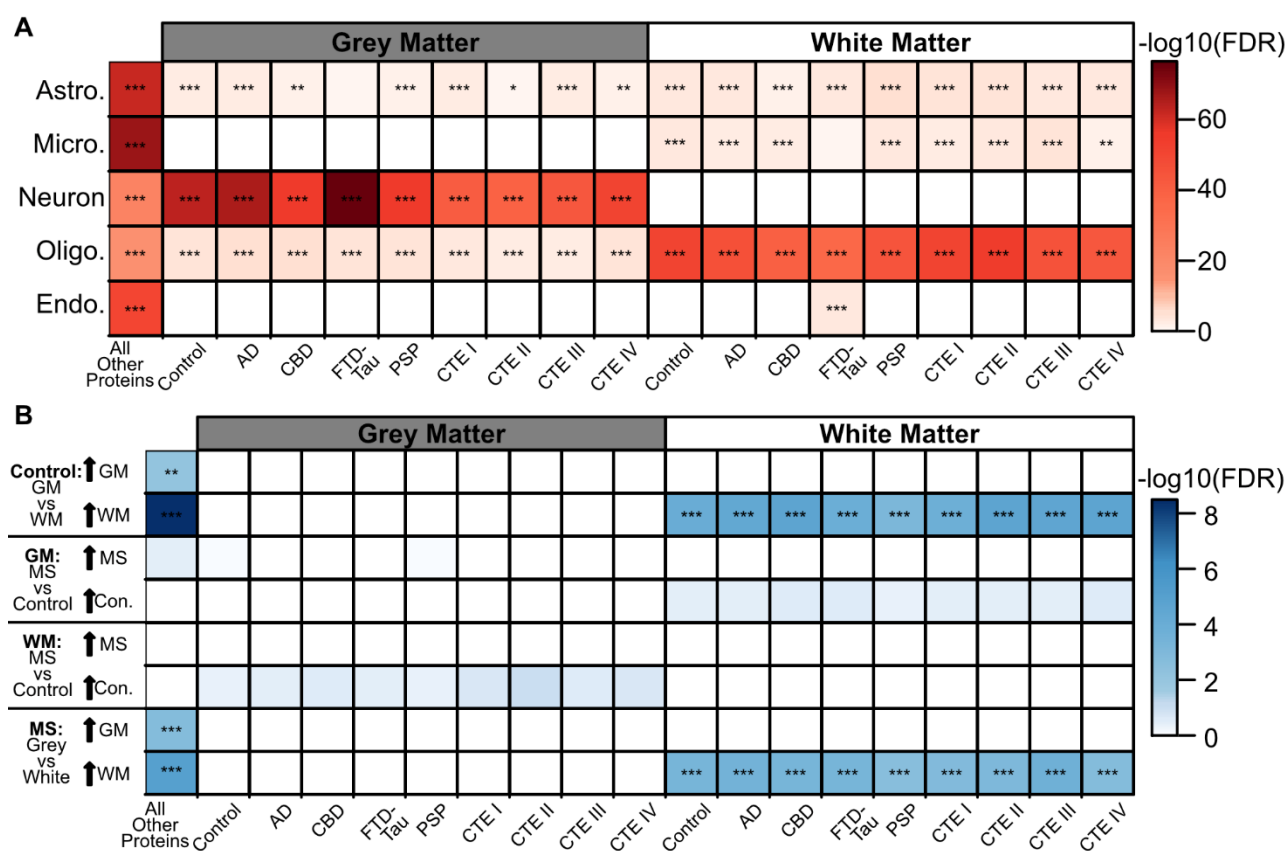 A
Grey Matter White Matter -log10(FDR)
Astro. *** *** *** ** *** *** * *** ** *** *** *** *** *** *** *** *** ***
Micro. *** *** *** *** *** *** *** *** **
Neuron *** *** *** *** *** *** *** *** *** ***
Oligo. *** *** *** *** *** *** *** *** *** *** *** *** *** *** *** *** *** *** ***
Endo. *** ***
60
40
20
0
All
Other
Proteins
Control AD CBD FTD-
Tau PSP CTE I CTE II CTE III CTE IV Control AD CBD FTD-
Tau PSP CTE I CTE II CTE III CTE IV
B
Grey Matter White Matter
-log10(FDR)
Control: GM **
GM
vs
WM WM *** *** *** *** *** *** *** *** *** ***
GM: MS
MS
vs
Control Con.
WM: MS
MS
vs
Control Con.
MS: GM ***
Grey
vs
White WM *** *** *** *** *** *** *** *** *** ***
8
6
4
2
0
All
Other
Proteins
Control AD CBD FTD-
Tau PSP CTE I CTE II CTE III CTE IV Control AD CBD FTD-
Tau PSP CTE I CTE II CTE III CTE IV